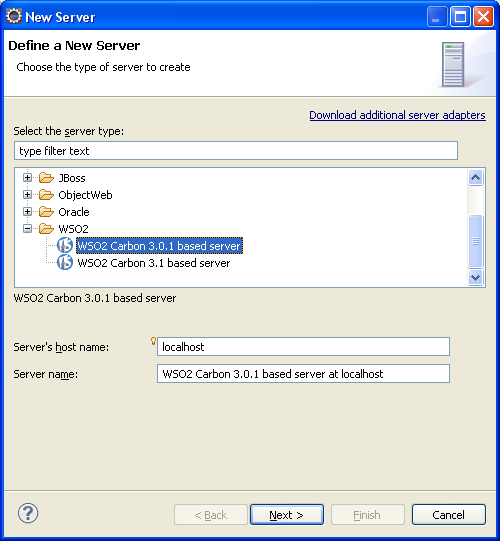 New Server
Define a New Server
Choose the type of server to create
Download additional server adapters
Select the server type:
type filter text
JBoss
ObjectWeb
Oracle
WSO2
WSO2 Carbon 3.0.1 based server
WSO2 Carbon 3.1 based server
WSO2 Carbon 3.0.1 based server
Server's host name: localhost
Server name: WSO2 Carbon 3.0.1 based server at localhost
? < Back Next > Finish Cancel